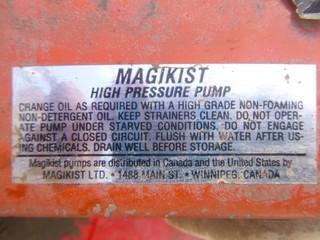 MAGIKIST
HIGH PRESSURE PUMP
CHANGE OIL AS REQUIRED WITH A HIGH GRADE NON-FOAMING
NON-DETERGENT OIL. KEEP STRAINERS CLEAN. DO NOT OPER-
ATE PUMP UNDER STARVED CONDITIONS. DO NOT ENGAGE
AGAINST A CLOSED CIRCUIT. FLUSH WITH WATER AFTER US-
ING CHEMICALS. DRAIN WELL BEFORE STORAGE.
Magikist pumps are distributed in Canada and the United States by
MAGIKIST LTD. • 1488 MAIN ST. • WINNIPEG, CANADA